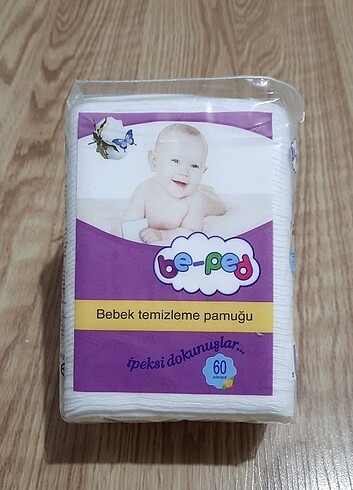 be-ped
Bebek temizleme pamuğu
ipeksi dokunuşlar...
60